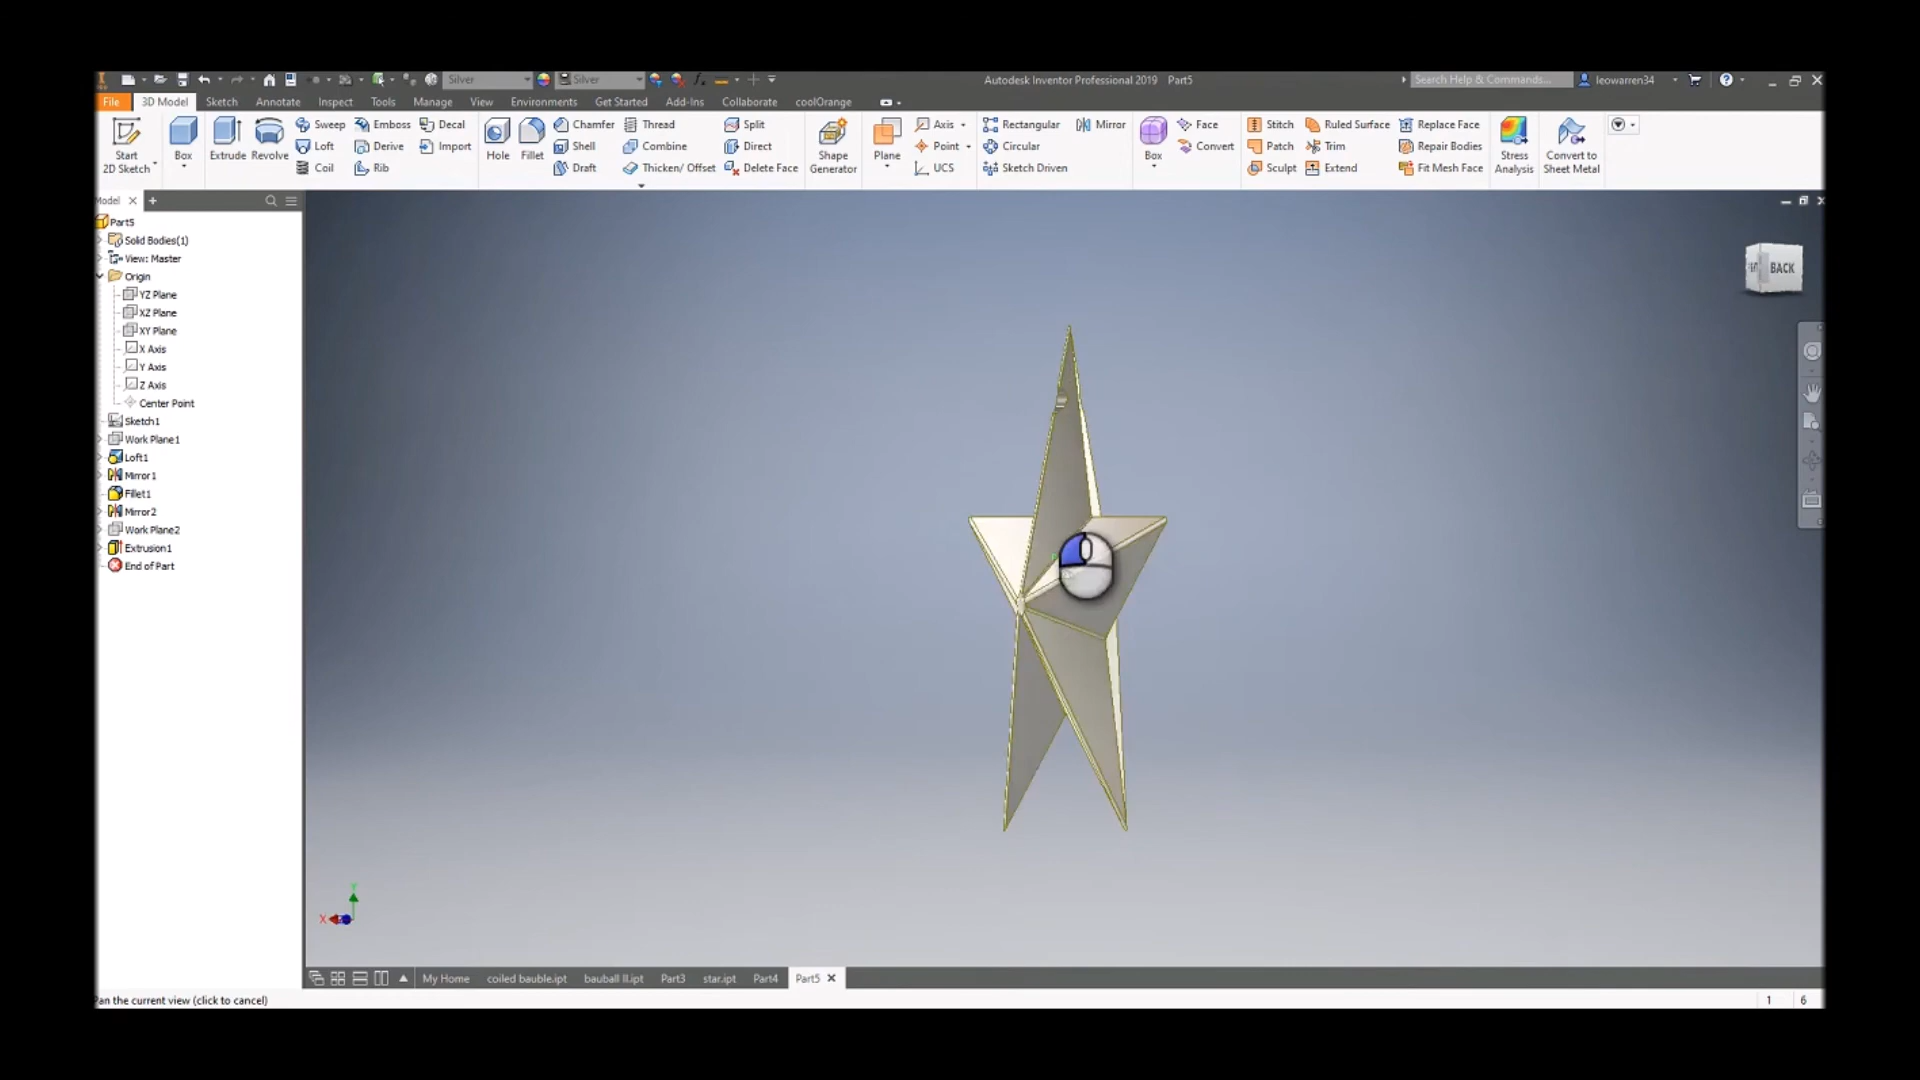 Silver Silver Autodesk Inventor Professional 2019 Part5 Search Help & Commands... leowarren34
File 3D Model Sketch Annotate Inspect Tools Manage View Environments Get Started Add-Ins Collaborate coolOrange
Start
2D Sketch
Box
Extrude
Revolve
Sweep Emboss Decal
Loft Derive Import
Coil Rib
Hole
Fillet
Chamfer Thread Split
Shell Combine Direct
Draft Thicken/ Offset Delete Face
Shape
Generator
Plane
Axis
Point
UCS
Rectangular Mirror
Circular
Sketch Driven
Box
Face
Convert
Stitch Ruled Surface Replace Face
Patch Trim Repair Bodies
Sculpt Extend Fit Mesh Face
Stress
Analysis
Convert to
Sheet Metal
Model
Part5
Solid Bodies(1)
View: Master
Origin
YZ Plane
XZ Plane
XY Plane
X Axis
Y Axis
Z Axis
Center Point
Sketch1
Work Plane1
Loft1
Mirror1
Fillet1
Mirror2
Work Plane2
Extrusion1
End of Part
BACK
Y
X
My Home coiled bauble.ipt bauball II.ipt Part3 star.ipt Part4 Part5
an the current view (click to cancel) 1 6